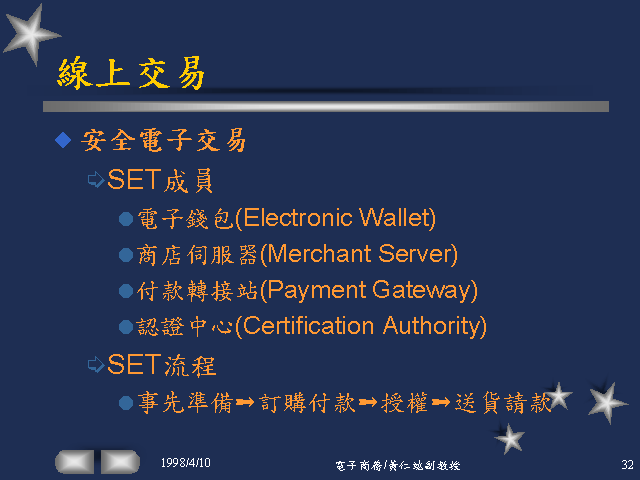 線上交易
安全電子交易
SET成員
電子錢包(Electronic Wallet)
商店伺服器(Merchant Server)
付款轉接站(Payment Gateway)
認證中心(Certification Authority)
SET流程
事先準備➡訂購付款➡授權➡送貨請款
1998/4/10
電子商務/黃仁副教授
32